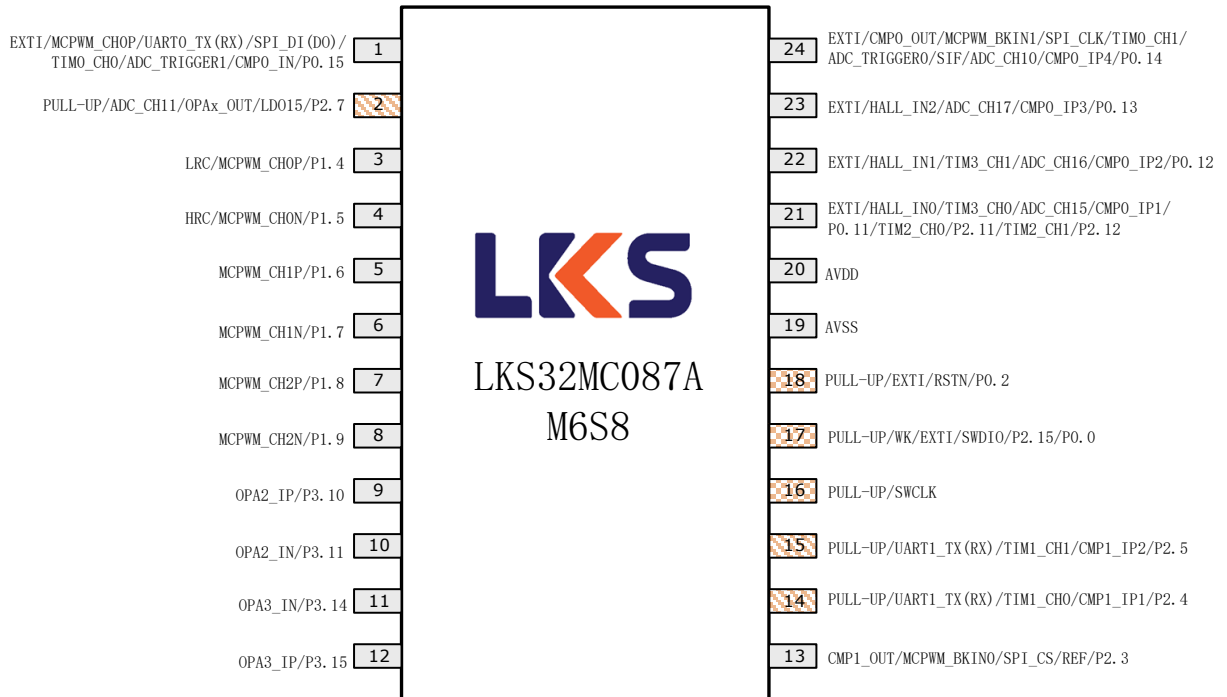 EXTI/MCPWM_CH0P/UART0_TX(RX)/SPI_DI(DO)/
TIM0_CH0/ADC_TRIGGER1/CMP0_IN/P0.15
1
PULL-UP/ADC_CH11/OPAx_OUT/LDO15/P2.7
2
LRC/MCPWM_CH0P/P1.4
3
HRC/MCPWM_CH0N/P1.5
4
MCPWM_CH1P/P1.6
5
MCPWM_CH1N/P1.7
6
MCPWM_CH2P/P1.8
7
MCPWM_CH2N/P1.9
8
OPA2_IP/P3.10
9
OPA2_IN/P3.11
10
OPA3_IN/P3.14
11
OPA3_IP/P3.15
12
LKS
LKS32MC087A
M6S8
24
EXTI/CMP0_OUT/MCPWM_BKIN1/SPI_CLK/TIM0_CH1/
ADC_TRIGGER0/SIF/ADC_CH10/CMP0_IP4/P0.14
23
EXTI/HALL_IN2/ADC_CH17/CMP0_IP3/P0.13
22
EXTI/HALL_IN1/TIM3_CH1/ADC_CH16/CMP0_IP2/P0.12
21
EXTI/HALL_IN0/TIM3_CH0/ADC_CH15/CMP0_IP1/
P0.11/TIM2_CH0/P2.11/TIM2_CH1/P2.12
20
AVDD
19
AVSS
18
PULL-UP/EXTI/RSTN/P0.2
17
PULL-UP/WK/EXTI/SWDIO/P2.15/P0.0
16
PULL-UP/SWCLK
15
PULL-UP/UART1_TX(RX)/TIM1_CH1/CMP1_IP2/P2.5
14
PULL-UP/UART1_TX(RX)/TIM1_CH0/CMP1_IP1/P2.4
13
CMP1_OUT/MCPWM_BKIN0/SPI_CS/REF/P2.3